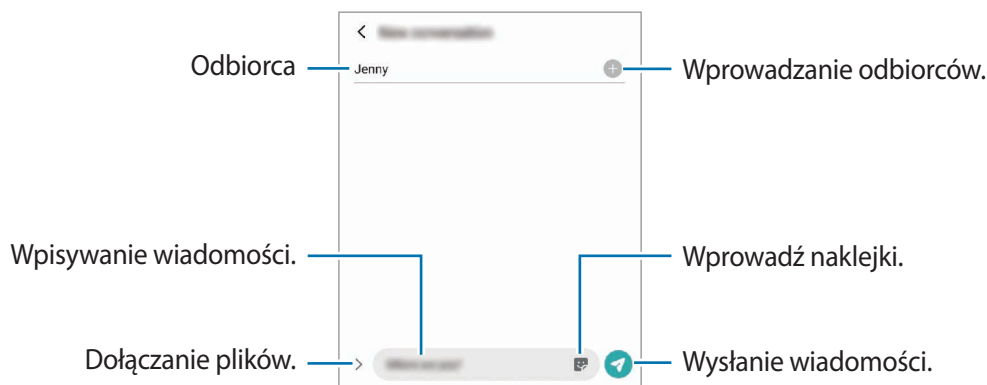 Odbiorca
Jenny
Wprowadzanie odbiorców.
Wpisywanie wiadomości.
Wprowadź naklejki.
Dołączanie plików.
Wysłanie wiadomości.